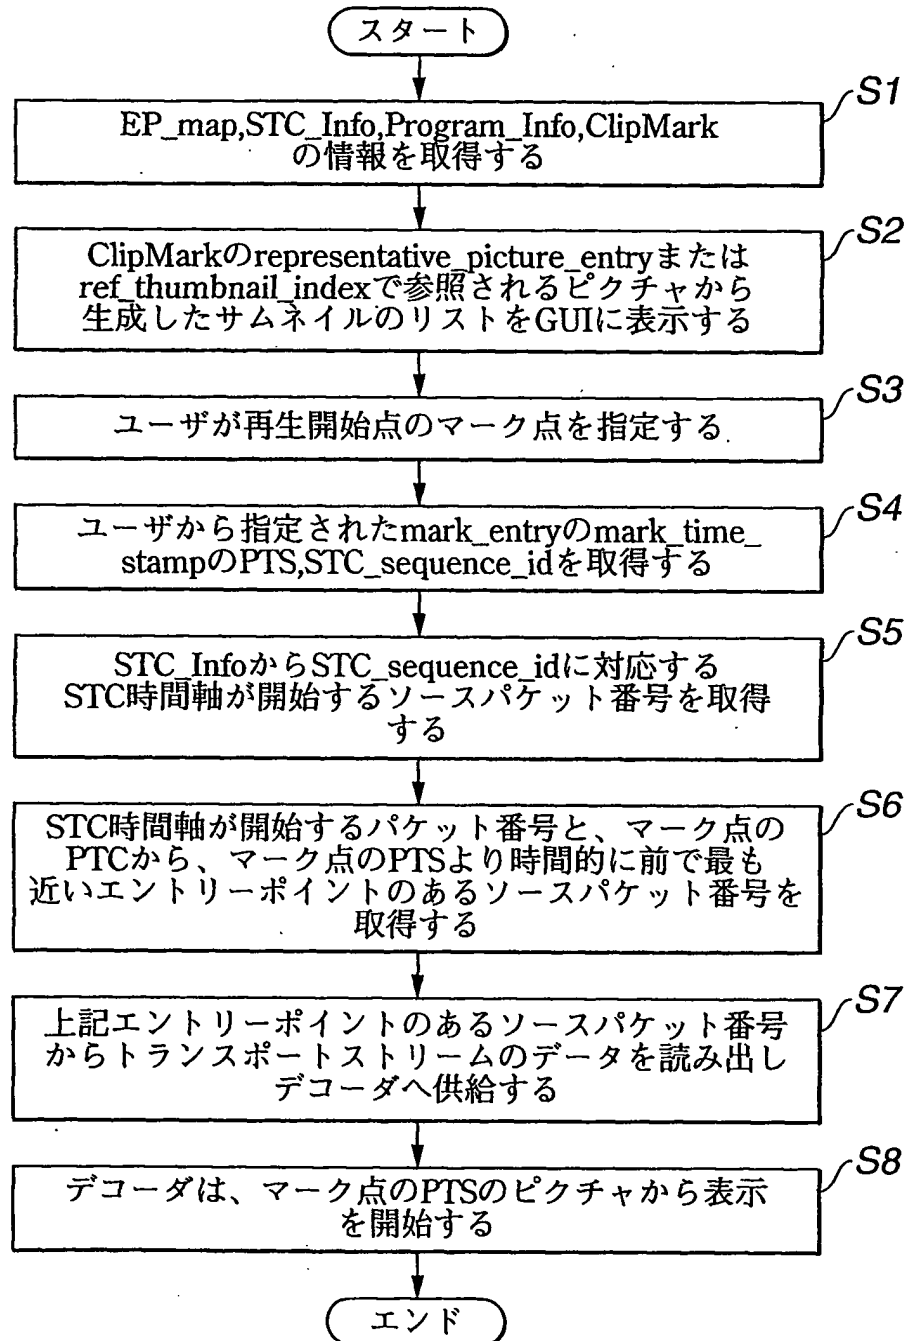 スタート
S1
EP_map,STC_Info,Program_Info,ClipMark
の情報を取得する
S2
ClipMarkのrepresentative_picture_entryまたは
ref_thumbnail_indexで参照されるピクチャから
生成したサムネイルのリストをGUIに表示する
S3
ユーザが再生開始点のマーク点を指定する
S4
ユーザから指定されたmark_entryのmark_time_
stampのPTS,STC_sequence_idを取得する
S5
STC_InfoからSTC_sequence_idに対応する
STC時間軸が開始するソースパケット番号を取得
する
S6
STC時間軸が開始するパケット番号と、マーク点の
PTCから、マーク点のPTSより時間的に前で最も
近いエントリーポイントのあるソースパケット番号を
取得する
S7
上記エントリーポイントのあるソースパケット番号
からトランスポートストリームのデータを読み出し
デコーダへ供給する
S8
デコーダは、マーク点のPTSのピクチャから表示
を開始する
エンド